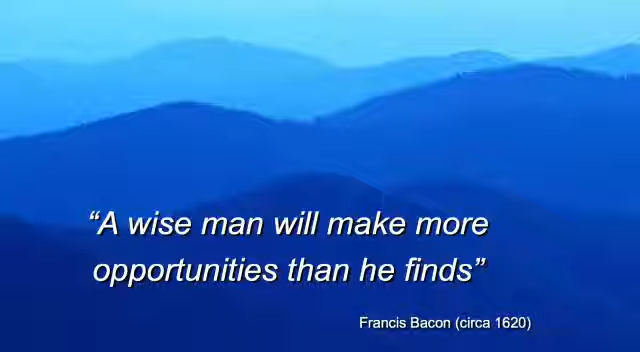 “A wise man will make more
opportunities than he finds”
Francis Bacon (circa 1620)